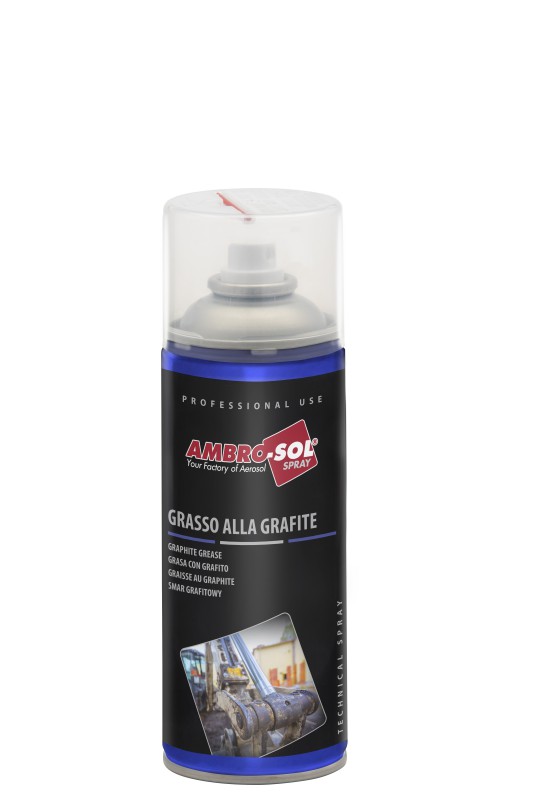 PROFESSIONAL USE
AMBRO-SOL®
SPRAY
Your Factory of Aerosol
GRASSO ALLA GRAFITE
GRAPHITE GREASE
GRASA CON GRAFITO
GRAISSE AU GRAPHITE
SMAR GRAFITOWY
TECHNICAL SPRAY